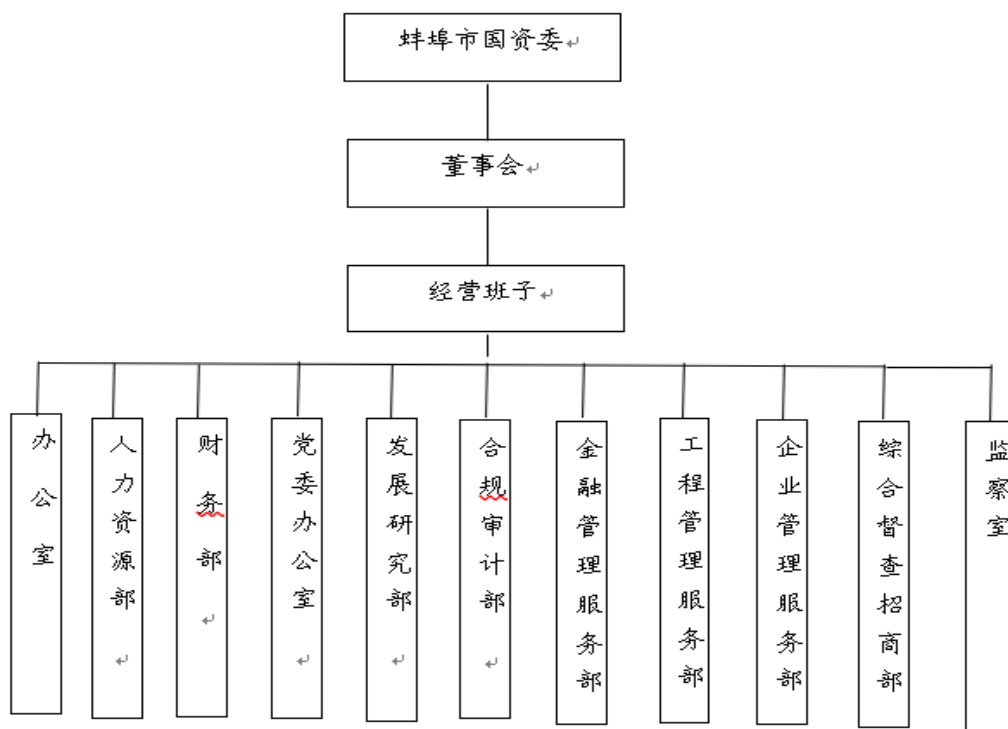 蚌埠市国资委
董事会
经营班子
办公室
人力资源部
财务部
党委办公室
发展研究部
合规审计部
金融管理服务部
工程管理服务部
企业管理服务部
综合督查招商部
监察室